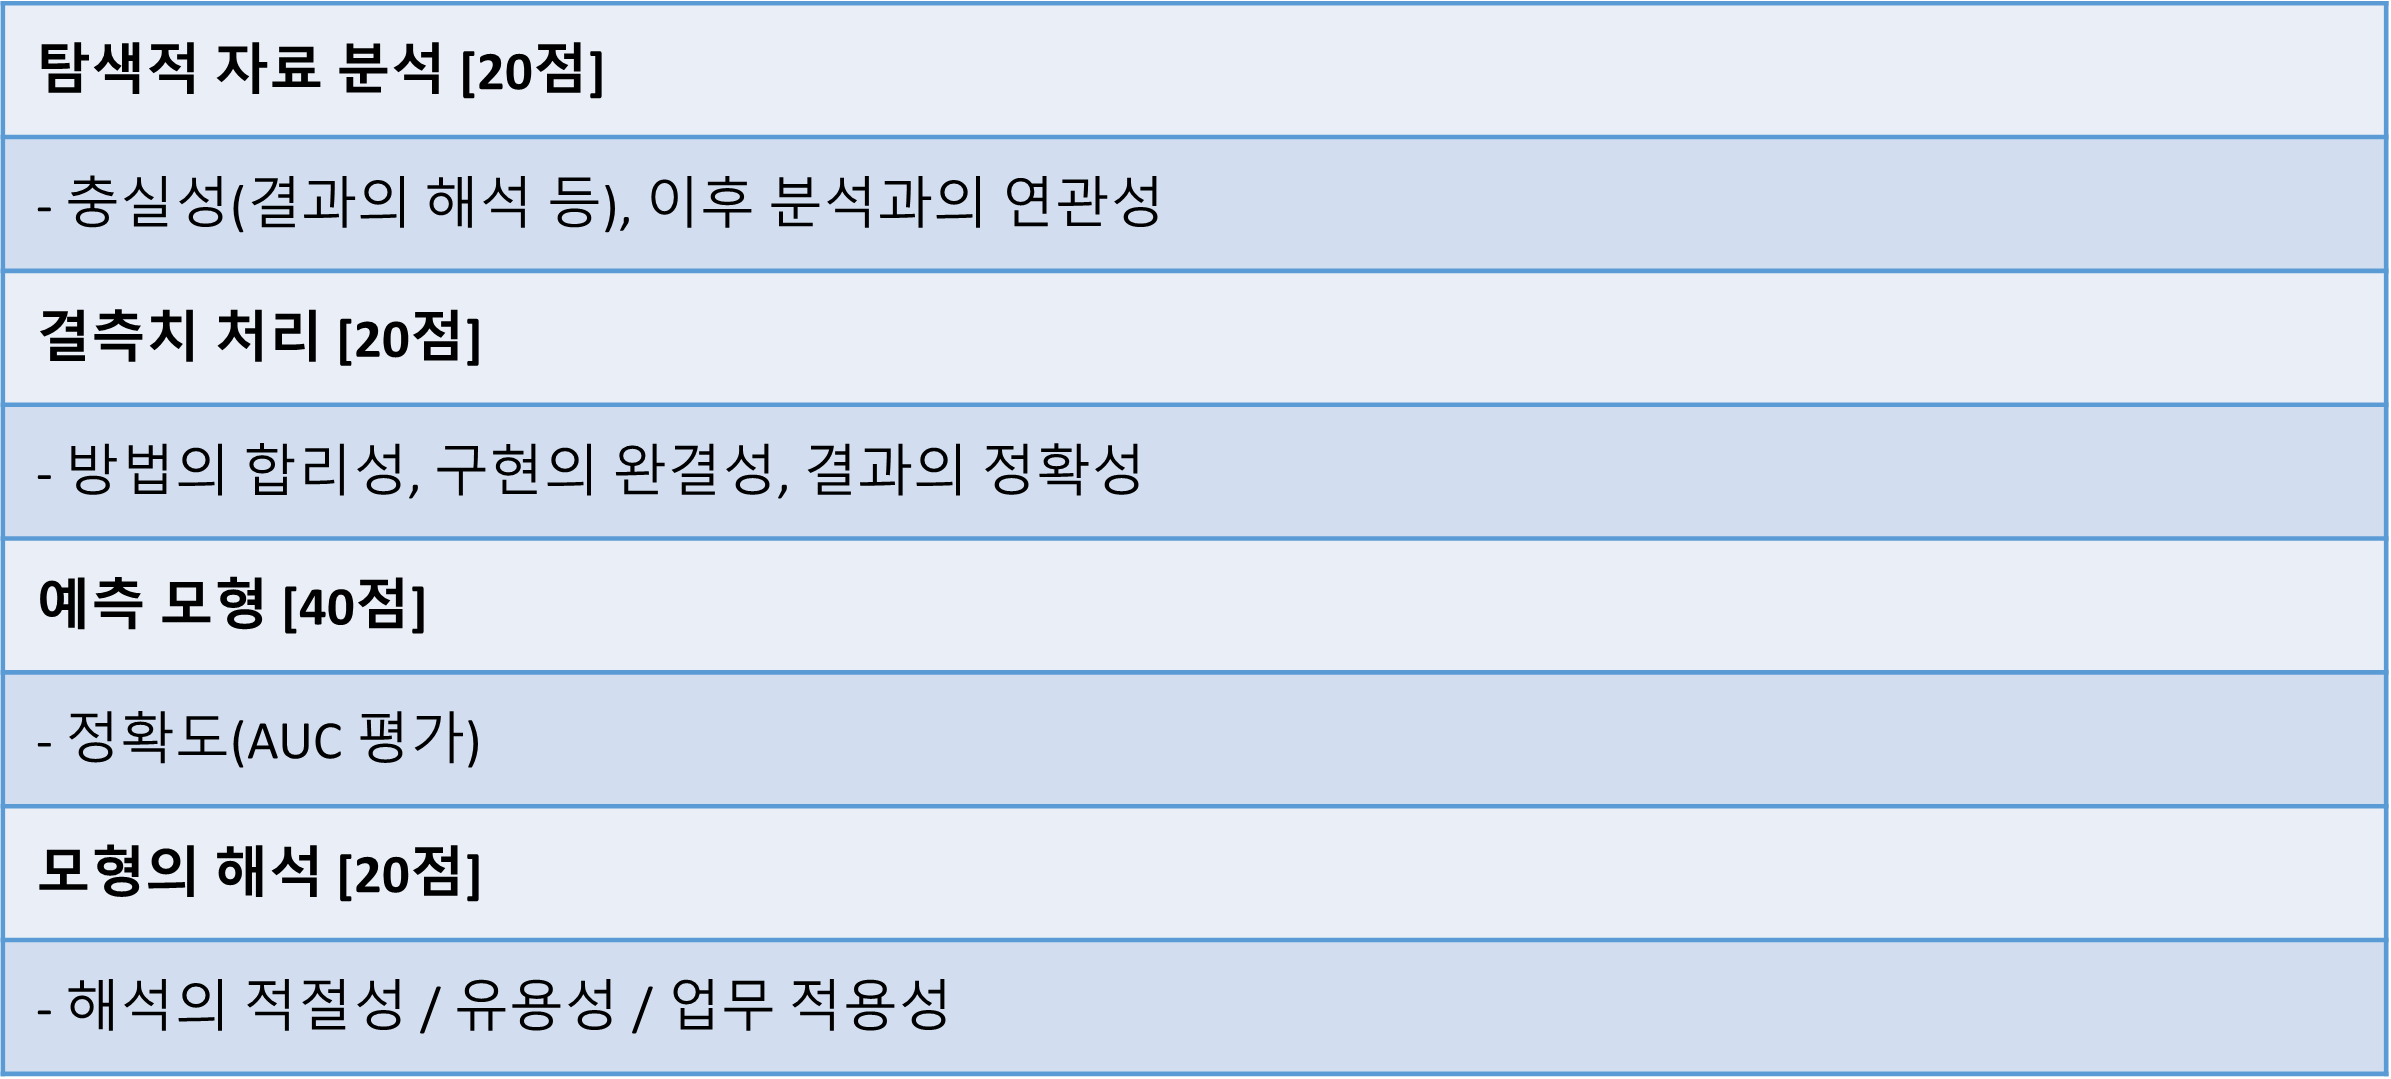 탐색적 자료 분석 [20점]
- 충실성(결과의 해석 등), 이후 분석과의 연관성
결측치 처리 [20점]
- 방법의 합리성, 구현의 완결성, 결과의 정확성
예측 모형 [40점]
- 정확도(AUC 평가)
모형의 해석 [20점]
- 해석의 적절성 / 유용성 / 업무 적용성